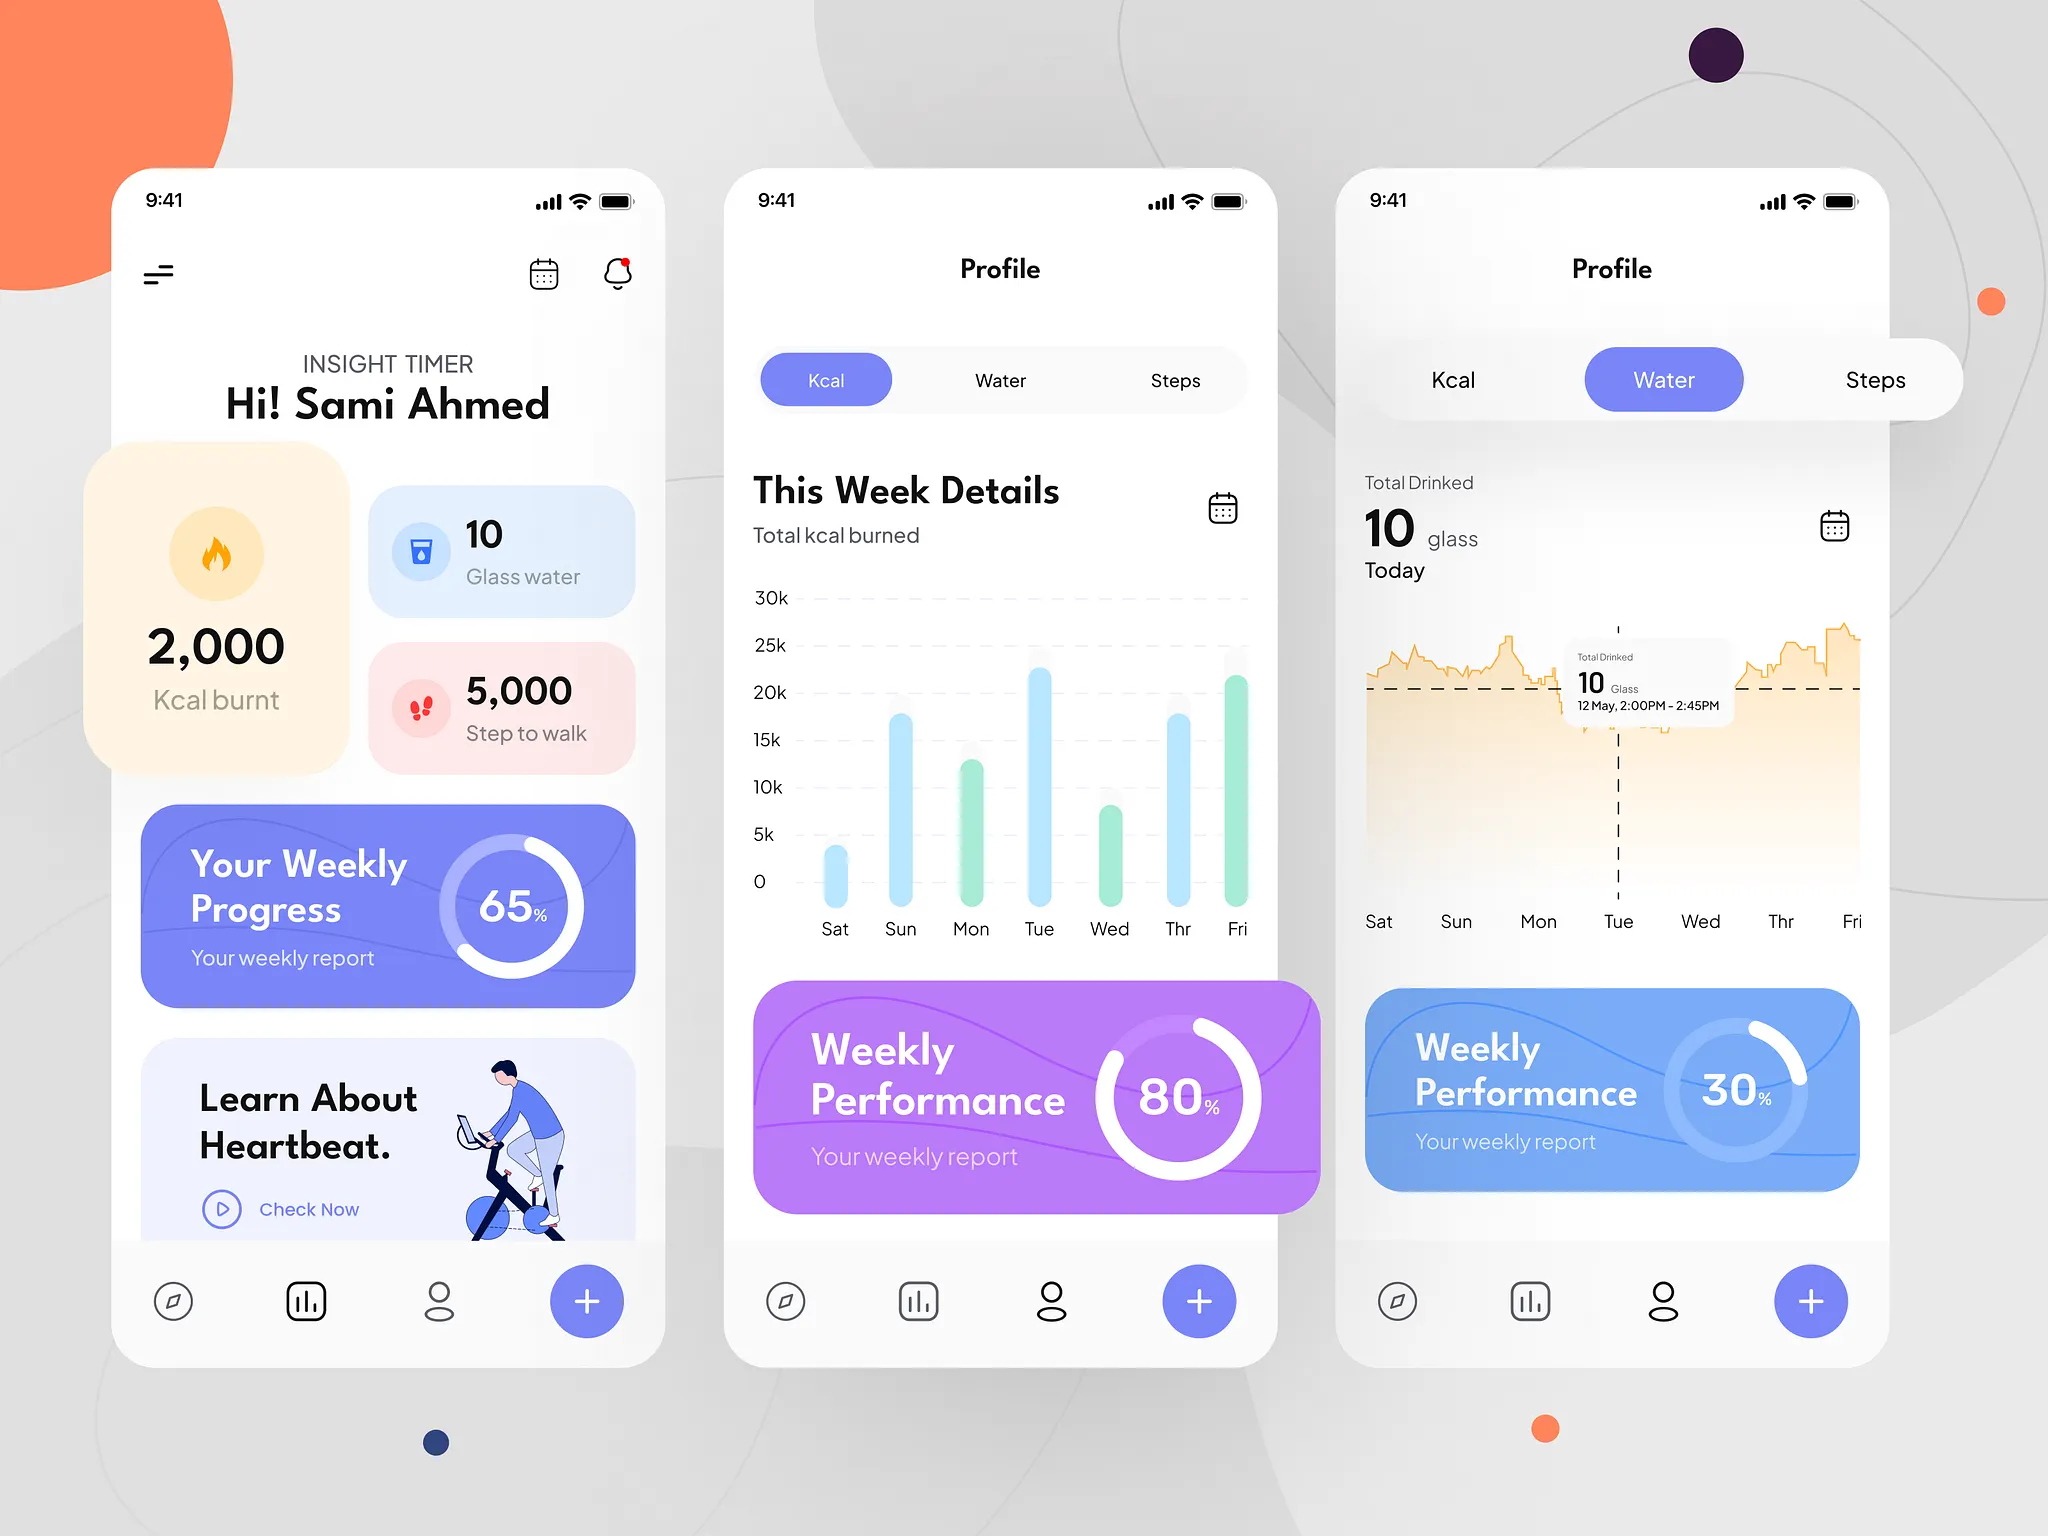 9:41
INSIGHT TIMER
Hi! Sami Ahmed
2,000
Kcal burnt
10
Glass water
5,000
Step to walk
Your Weekly
Progress
Your weekly report
65%
Learn About
Heartbeat.
Check Now
9:41
Profile
Kcal
Water
Steps
This Week Details
Total kcal burned
30k
25k
20k
15k
10k
5k
0
Sat Sun Mon Tue Wed Thr Fri
Weekly
Performance
Your weekly report
80%
9:41
Profile
Kcal
Water
Steps
Total Drinked
10 glass
Today
Total Drinked
10 Glass
12 May, 2:00PM - 2:45PM
Sat Sun Mon Tue Wed Thr Fri
Weekly
Performance
Your weekly report
30%